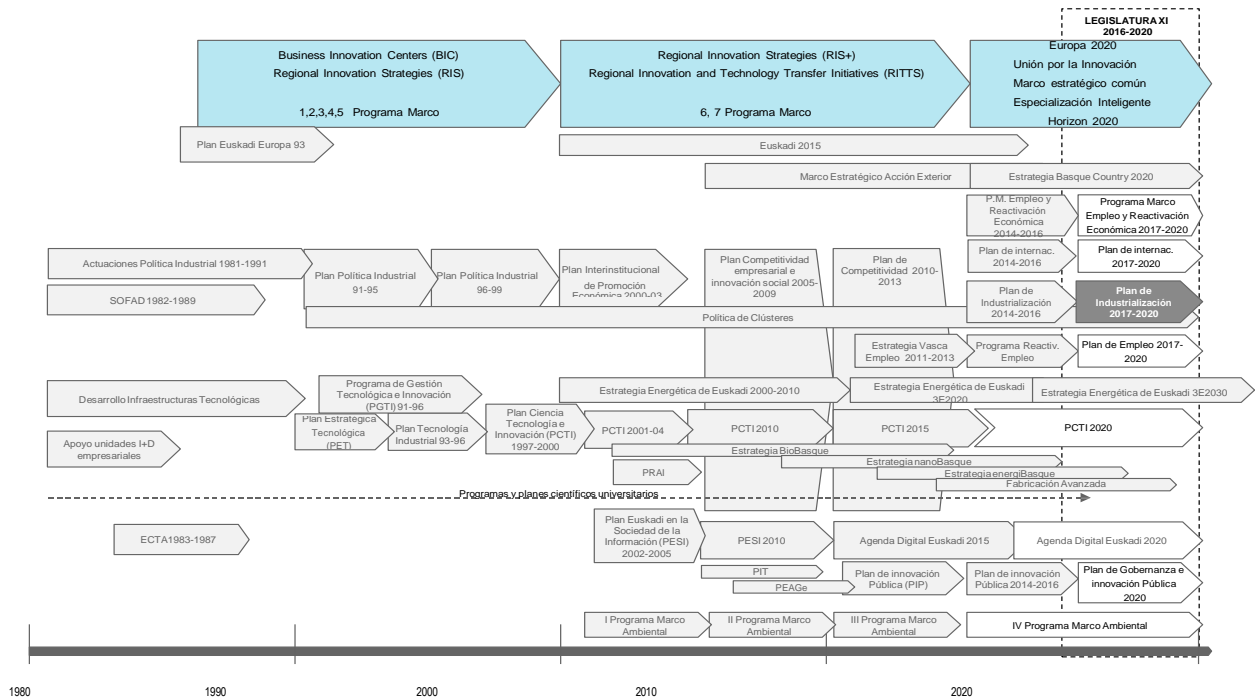 LEGISLATURA XI
2016-2020
Business Innovation Centers (BIC)
Regional Innovation Strategies (RIS)
1,2,3,4,5 Programa Marco
Regional Innovation Strategies (RIS+)
Regional Innovation and Technology Transfer Initiatives (RITTS)
6, 7 Programa Marco
Europa 2020
Unión por la Innovación
Marco estratégico común
Especialización Inteligente
Horizon 2020
Plan Euskadi Europa 93
Euskadi 2015
Marco Estratégico Acción Exterior
Estrategia Basque Country 2020
P.M. Empleo y
Reactivación
Económica
2014-2016
Programa Marco
Empleo y Reactivación
Económica 2017-2020
Actuaciones Política Industrial 1981-1991
SOFAD 1982-1989
Plan Política Industrial
91-95
Plan Política Industrial
96-99
Plan Interinstitucional
de Promoción
Económica 2000-03
Plan Competitividad
empresarial e
innovación social 2005-
2009
Plan de
Competitividad 2010-
2013
Plan de internac.
2014-2016
Plan de internac.
2017-2020
Plan de
Industrialización
2014-2016
Plan de
Industrialización
2017-2020
Política de Clústeres
Estrategia Vasca
Empleo 2011-2013
Programa Reactiv.
Empleo
Plan de Empleo 2017-
2020
Desarrollo Infraestructuras Tecnológicas
Programa de Gestión
Tecnológica e Innovación
(PGTI) 91-96
Estrategia Energética de Euskadi 2000-2010
Estrategia Energética de Euskadi
3E2020
Estrategia Energética de Euskadi 3E2030
Apoyo unidades I+D
empresariales
Plan Estratégica
Tecnológica
(PET)
Plan Tecnología
Industrial 93-96
Plan Ciencia
Tecnología e
Innovación (PCTI)
1997-2000
PCTI 2001-04
PCTI 2010
PCTI 2015
PCTI 2020
Estrategia BioBasque
PRAI
Estrategia nanoBasque
Estrategia energiBasque
Fabricación Avanzada
Programas y planes científicos universitarios
ECTA1983-1987
Plan Euskadi en la
Sociedad de la
Información (PESI)
2002-2005
PESI 2010
Agenda Digital Euskadi 2015
Agenda Digital Euskadi 2020
PIT
PEAGe
Plan de innovación
Pública (PIP)
Plan de innovación
Pública 2014-2016
Plan de Gobernanza e
innovación Pública
2020
I Programa Marco
Ambiental
II Programa Marco
Ambiental
III Programa Marco
Ambiental
IV Programa Marco Ambiental
1980
1990
2000
2010
2020